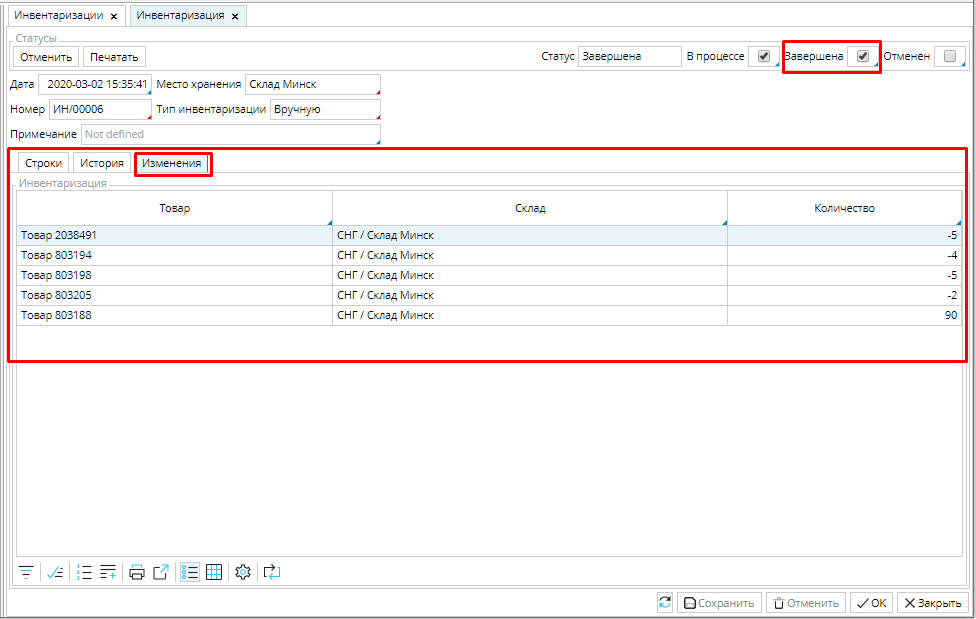 Инвентаризации × Инвентаризация ×
Статусы
Отменить Печатать Статус Завершена В процессе Завершена Отменен
Дата 2020-03-02 15:35:41 Место хранения Склад Минск
Номер ИН/00006 Тип инвентаризации Вручную
Примечание Not defined
Строки История Изменения
Инвентаризация
Товар Склад Количество
Товар 2038491 СНГ / Склад Минск -5
Товар 803194 СНГ / Склад Минск -4
Товар 803198 СНГ / Склад Минск -5
Товар 803205 СНГ / Склад Минск -2
Товар 803188 СНГ / Склад Минск 90
Сохранить Отменить OK Закрыть